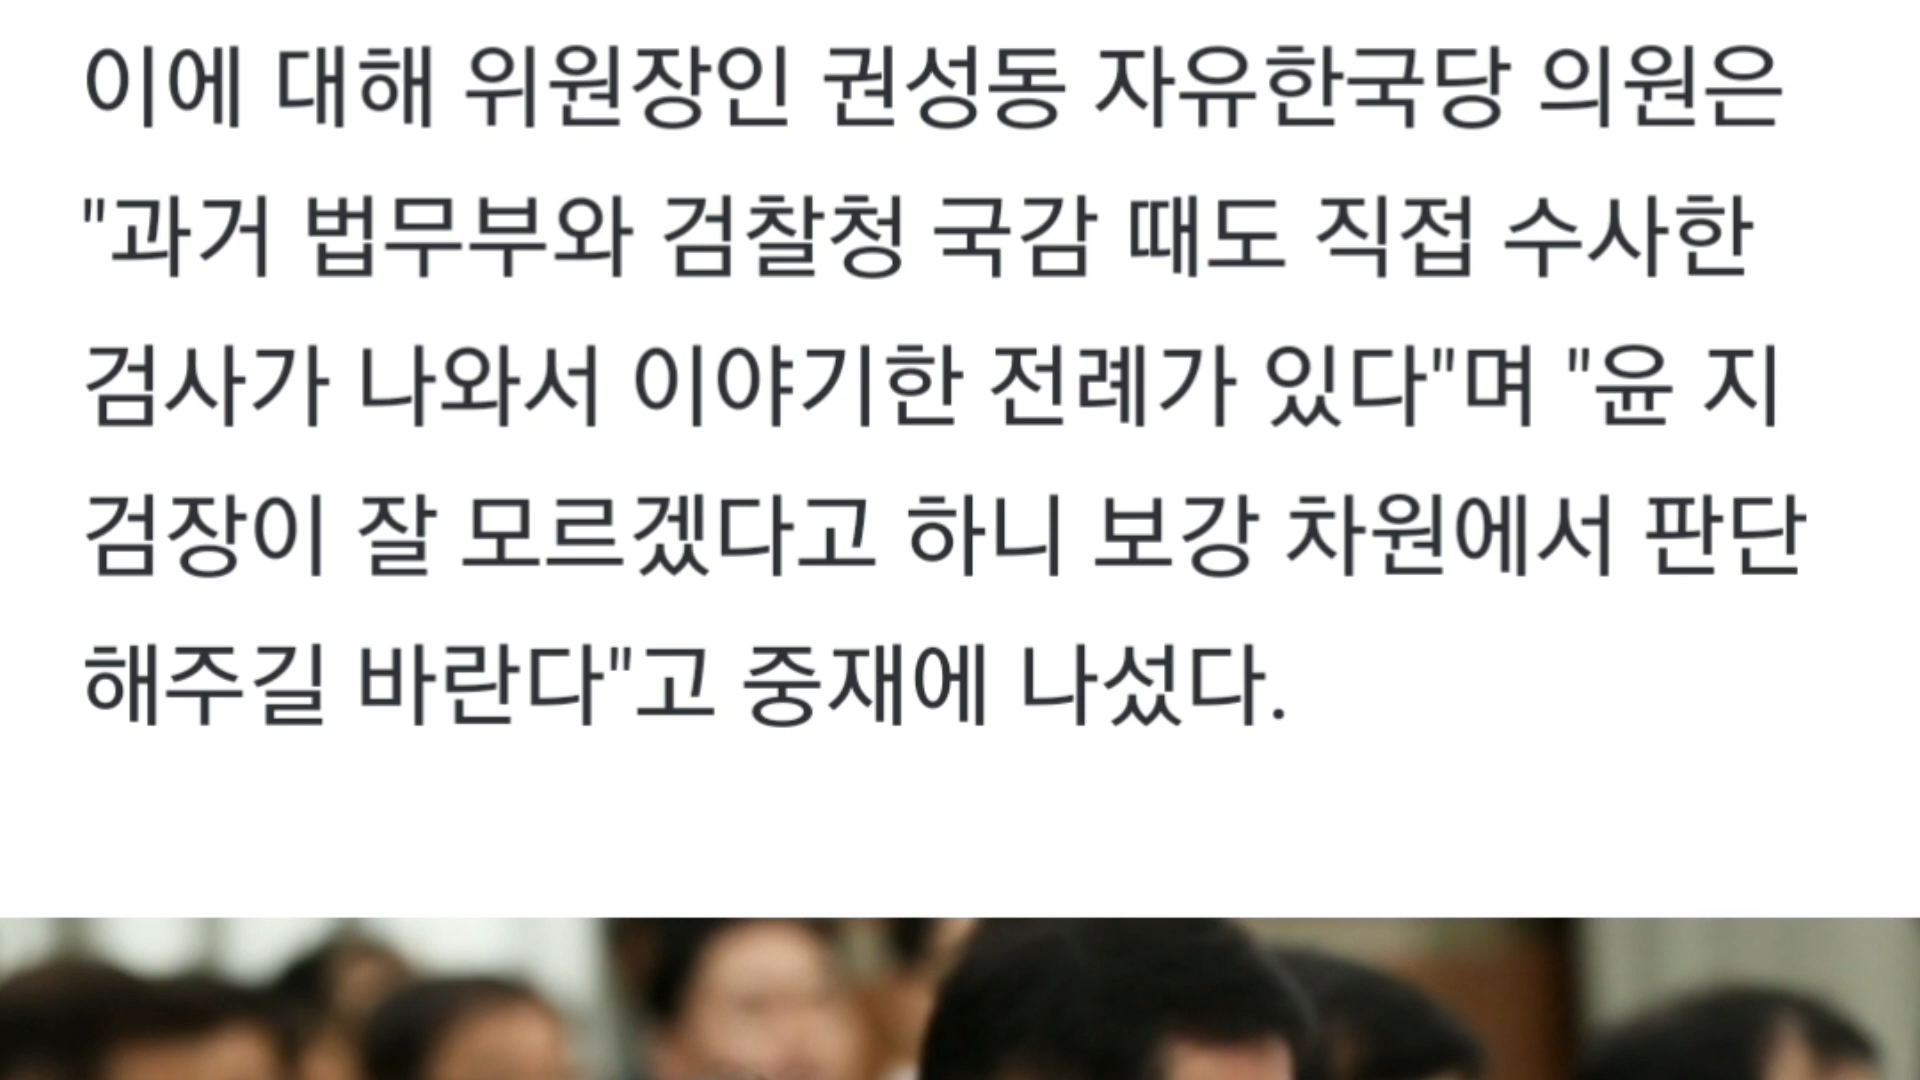 이에 대해 위원장인 권성동 자유한국당 의원은
"과거 법무부와 검찰청 국감 때도 직접 수사한
검사가 나와서 이야기한 전례가 있다"며 "윤 지
검장이 잘 모르겠다고 하니 보강 차원에서 판단
해주길 바란다"고 중재에 나섰다.